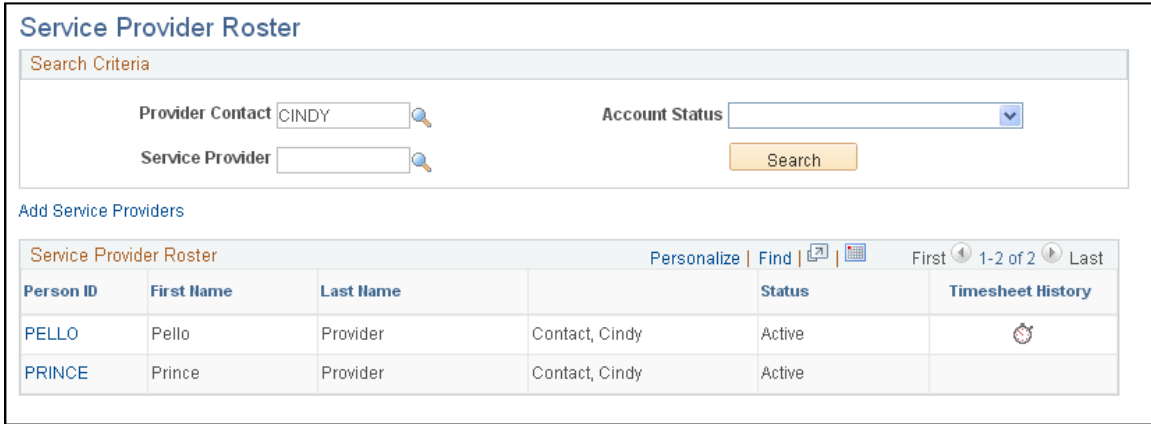 Service Provider Roster
Search Criteria
Provider Contact CINDY Account Status
Service Provider Search
Add Service Providers
Service Provider Roster Personalize | Find | | First 1-2 of 2 Last
Person ID First Name Last Name Status Timesheet History
PELLO Pello Provider Contact, Cindy Active
PRINCE Prince Provider Contact, Cindy Active